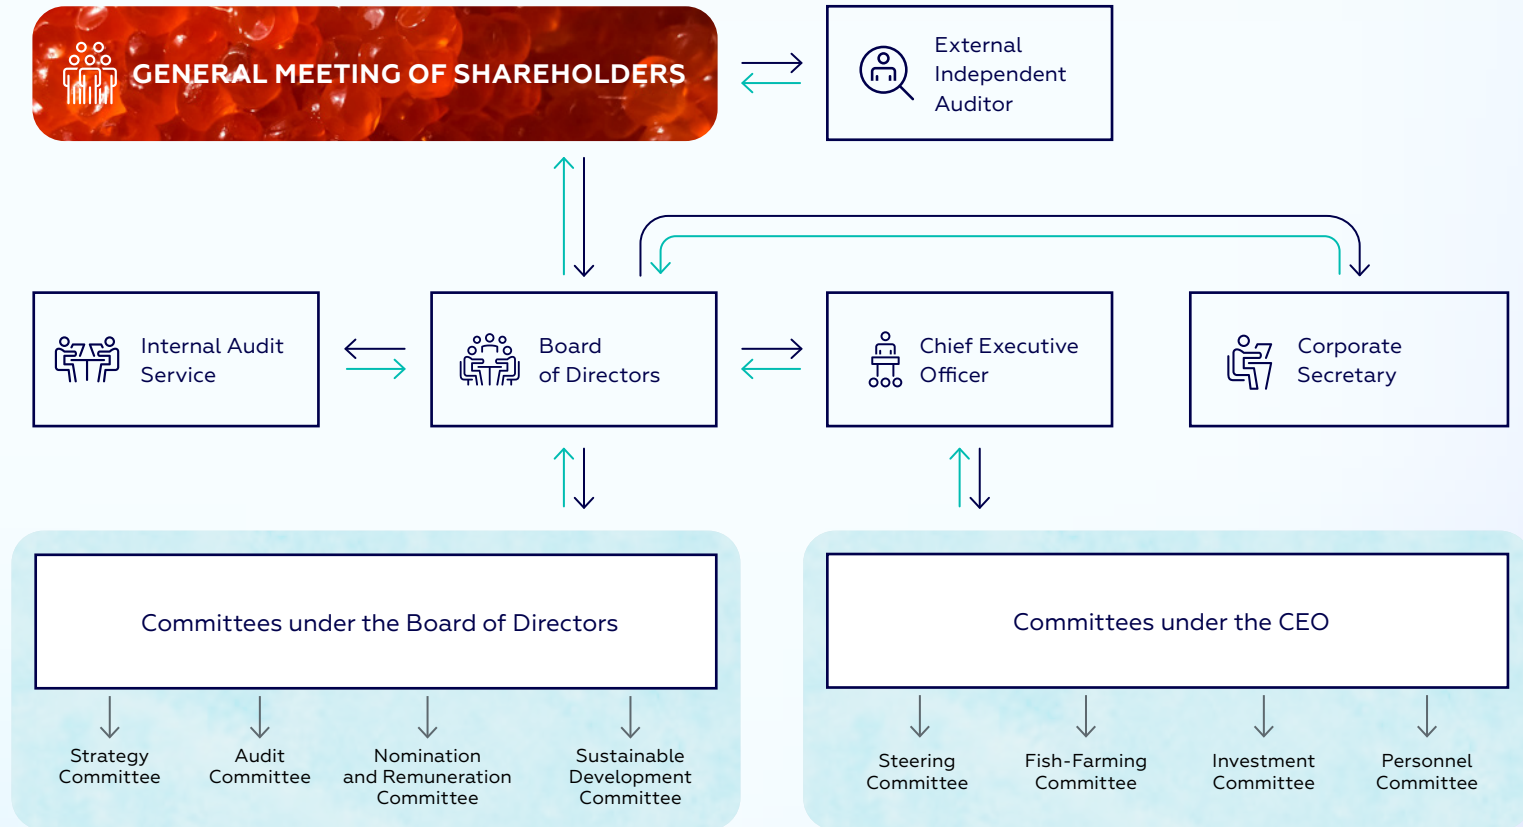 GENERAL MEETING OF SHAREHOLDERS
External
Independent
Auditor
Internal Audit
Service
Board
of Directors
Chief Executive
Officer
Corporate
Secretary
Committees under the Board of Directors
Committees under the CEO
Strategy
Committee
Audit
Committee
Nomination
and Remuneration
Committee
Sustainable
Development
Committee
Steering
Committee
Fish-Farming
Committee
Investment
Committee
Personnel
Committee